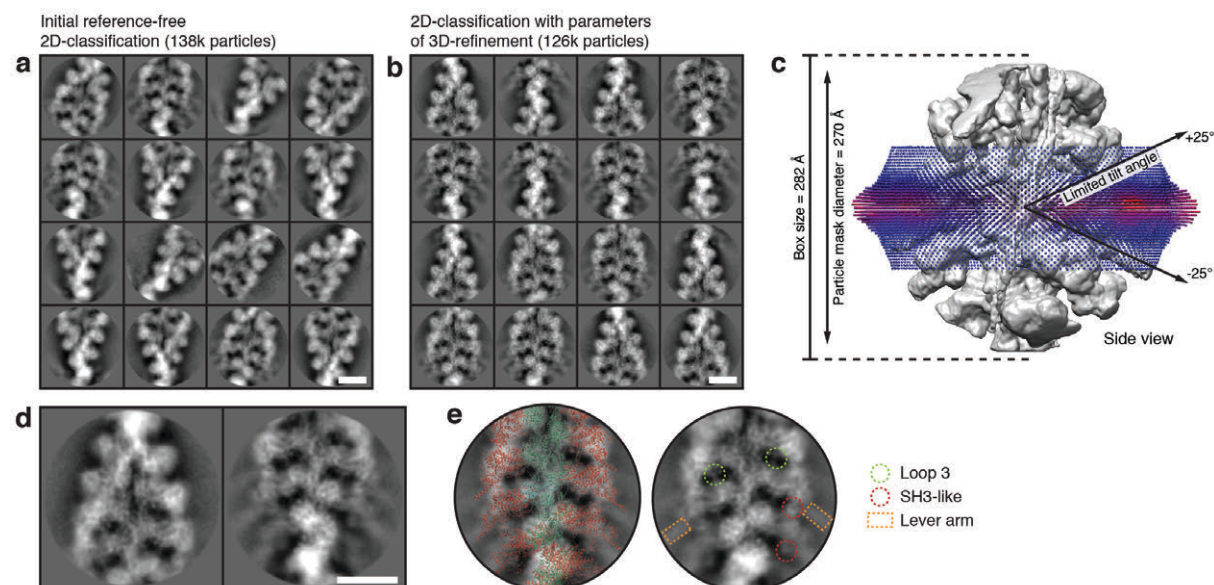 Initial reference-free
2D-classification (138k particles)
2D-classification with parameters
of 3D-refinement (126k particles)
a
b
c
Box size = 282 Å
Particle mask diameter = 270 Å
Limited tilt angle
+25°
-25°
Side view
d
e
Loop 3
SH3-like
Lever arm